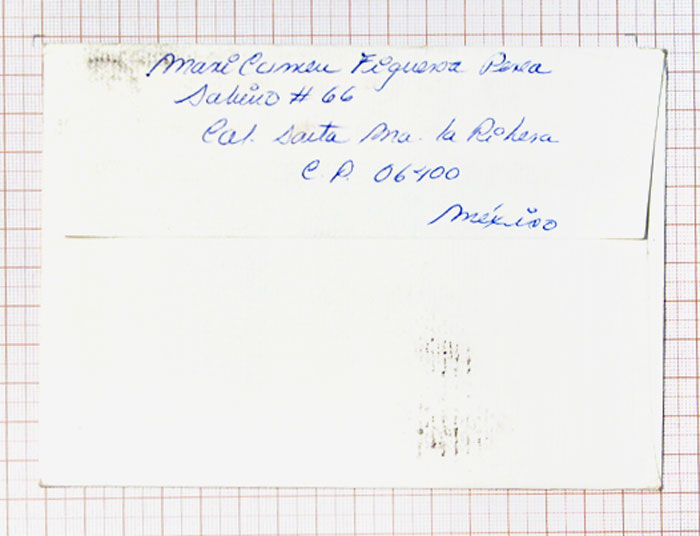 Mari Carmen Figueroa Perea
Sabino # 66
Col. Santa Ma. la Ribera
C.P. 06400
México